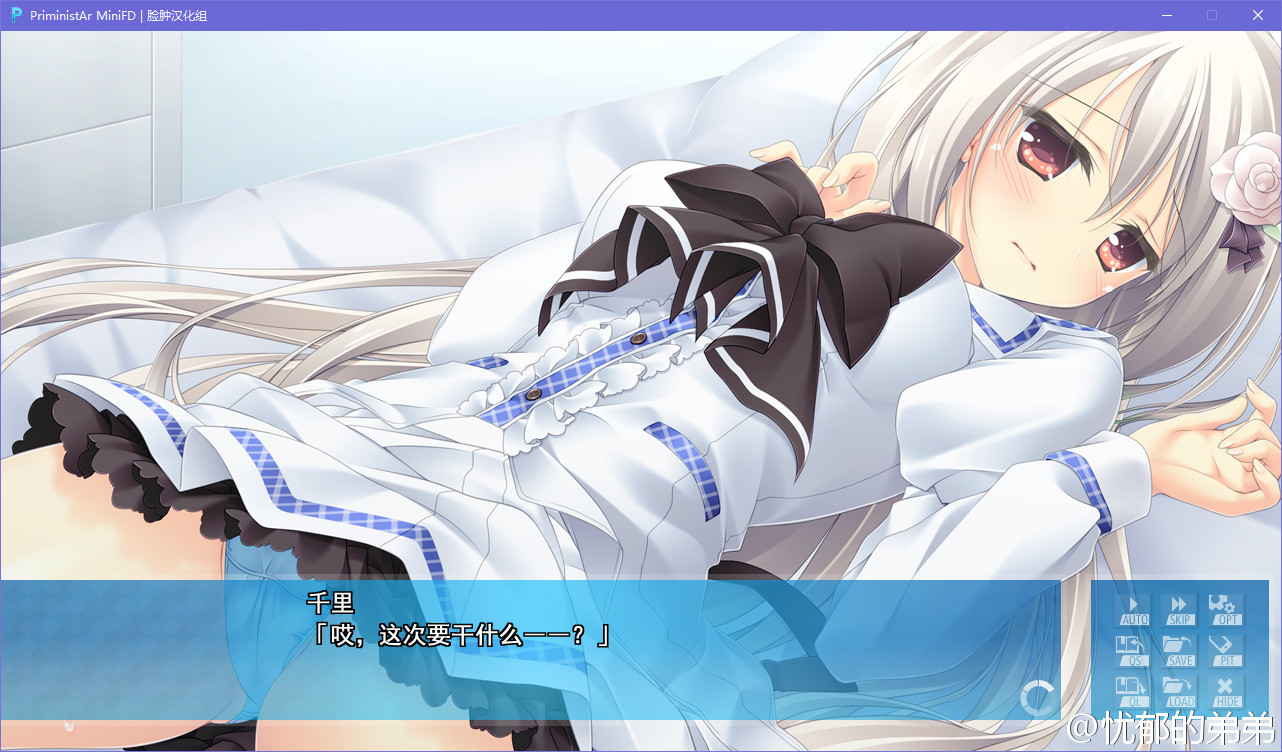 PriministAr MiniFD | 脸肿汉化组
千里
「哎，这次要干什么――？」
AUTO SKIP OPT
QS SAVE PIT
QL LOAD HIDE
@忧郁的弟弟